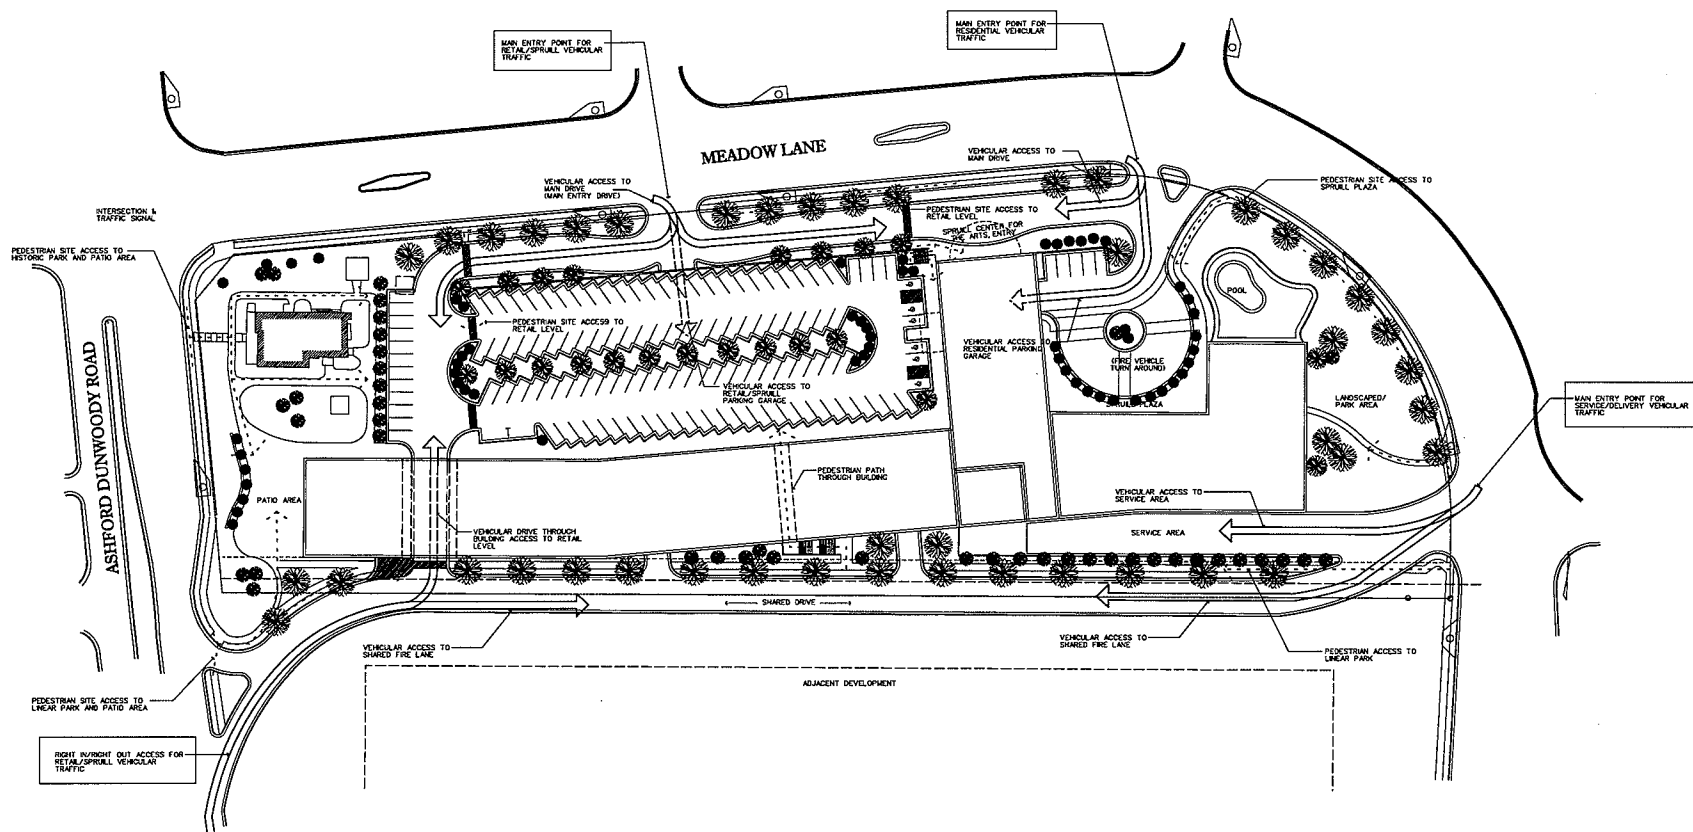 MAIN ENTRY POINT FOR
RETAIL/SPRUILL VEHICULAR
TRAFFIC
MAIN ENTRY POINT FOR
RESIDENTIAL VEHICULAR
TRAFFIC
MEADOW LANE
VEHICULAR ACCESS TO
MAIN DRIVE
VEHICULAR ACCESS TO
MAIN DRIVE
(MAIN ENTRY DRIVE)
PEDESTRIAN SITE ACCESS TO
SPRUILL PLAZA
INTERSECTION &
TRAFFIC SIGNAL
PEDESTRIAN SITE ACCESS TO
RETAIL LEVEL
SPRUILL CENTER FOR
THE ARTS, ENTRY
PEDESTRIAN SITE ACCESS TO
HISTORIC PARK AND PATIO AREA
POOL
PEDESTRIAN SITE ACCESS TO
RETAIL LEVEL
VEHICULAR ACCESS TO
RESIDENTIAL PARKING
GARAGE
(FIRE VEHICLE
TURN AROUND)
SPRUILL PLAZA
VEHICULAR ACCESS TO
RETAIL/SPRUILL
PARKING GARAGE
LANDSCAPED/
PARK AREA
MAIN ENTRY POINT FOR
SERVICE/DELIVERY VEHICULAR
TRAFFIC
ASHFORD DUNWOODY ROAD
PEDESTRIAN PATH
THROUGH BUILDING
PATIO AREA
VEHICULAR ACCESS TO
SERVICE AREA
VEHICULAR DRIVE THROUGH
BUILDING ACCESS TO RETAIL
LEVEL
SERVICE AREA
SHARED DRIVE
VEHICULAR ACCESS TO
SHARED FIRE LANE
VEHICULAR ACCESS TO
SHARED FIRE LANE
PEDESTRIAN ACCESS TO
LINEAR PARK
ADJACENT DEVELOPMENT
PEDESTRIAN SITE ACCESS TO
LINEAR PARK AND PATIO AREA
RIGHT IN/RIGHT OUT ACCESS FOR
RETAIL/SPRUILL VEHICULAR
TRAFFIC